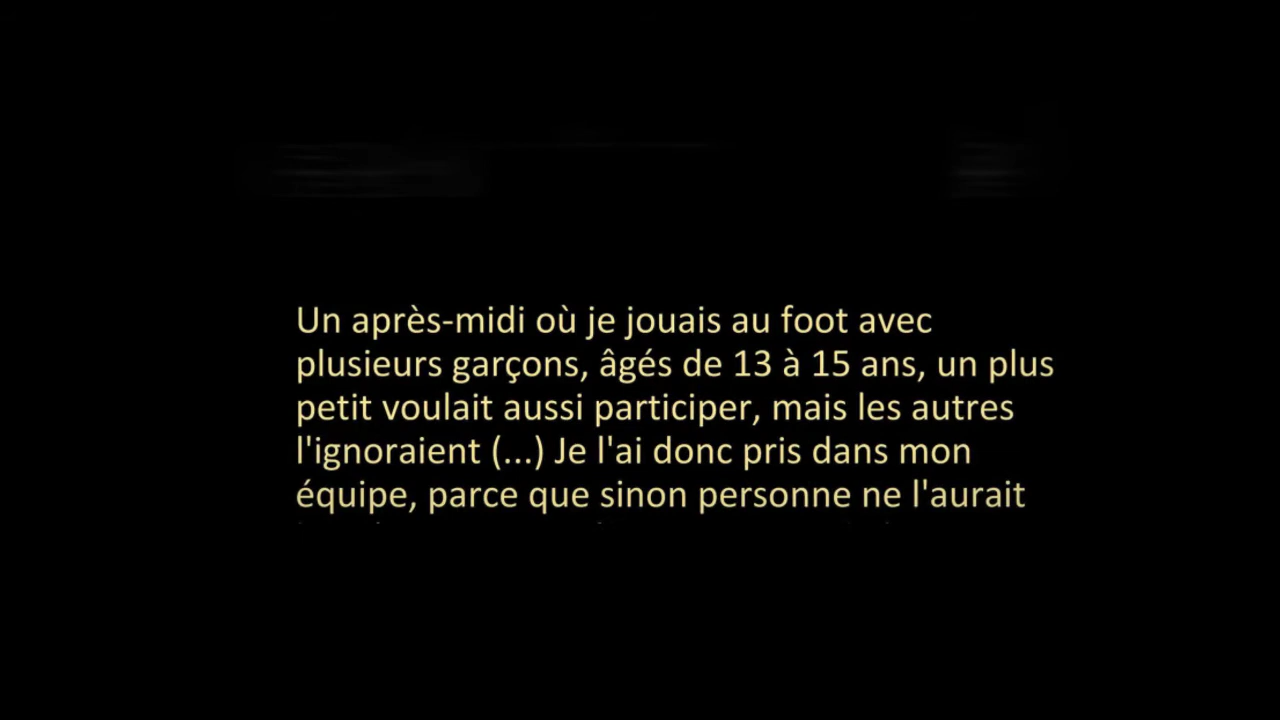 Un après-midi où je jouais au foot avec
plusieurs garçons, âgés de 13 à 15 ans, un plus
petit voulait aussi participer, mais les autres
l'ignoraient (...) Je l'ai donc pris dans mon
équipe, parce que sinon personne ne l'aurait